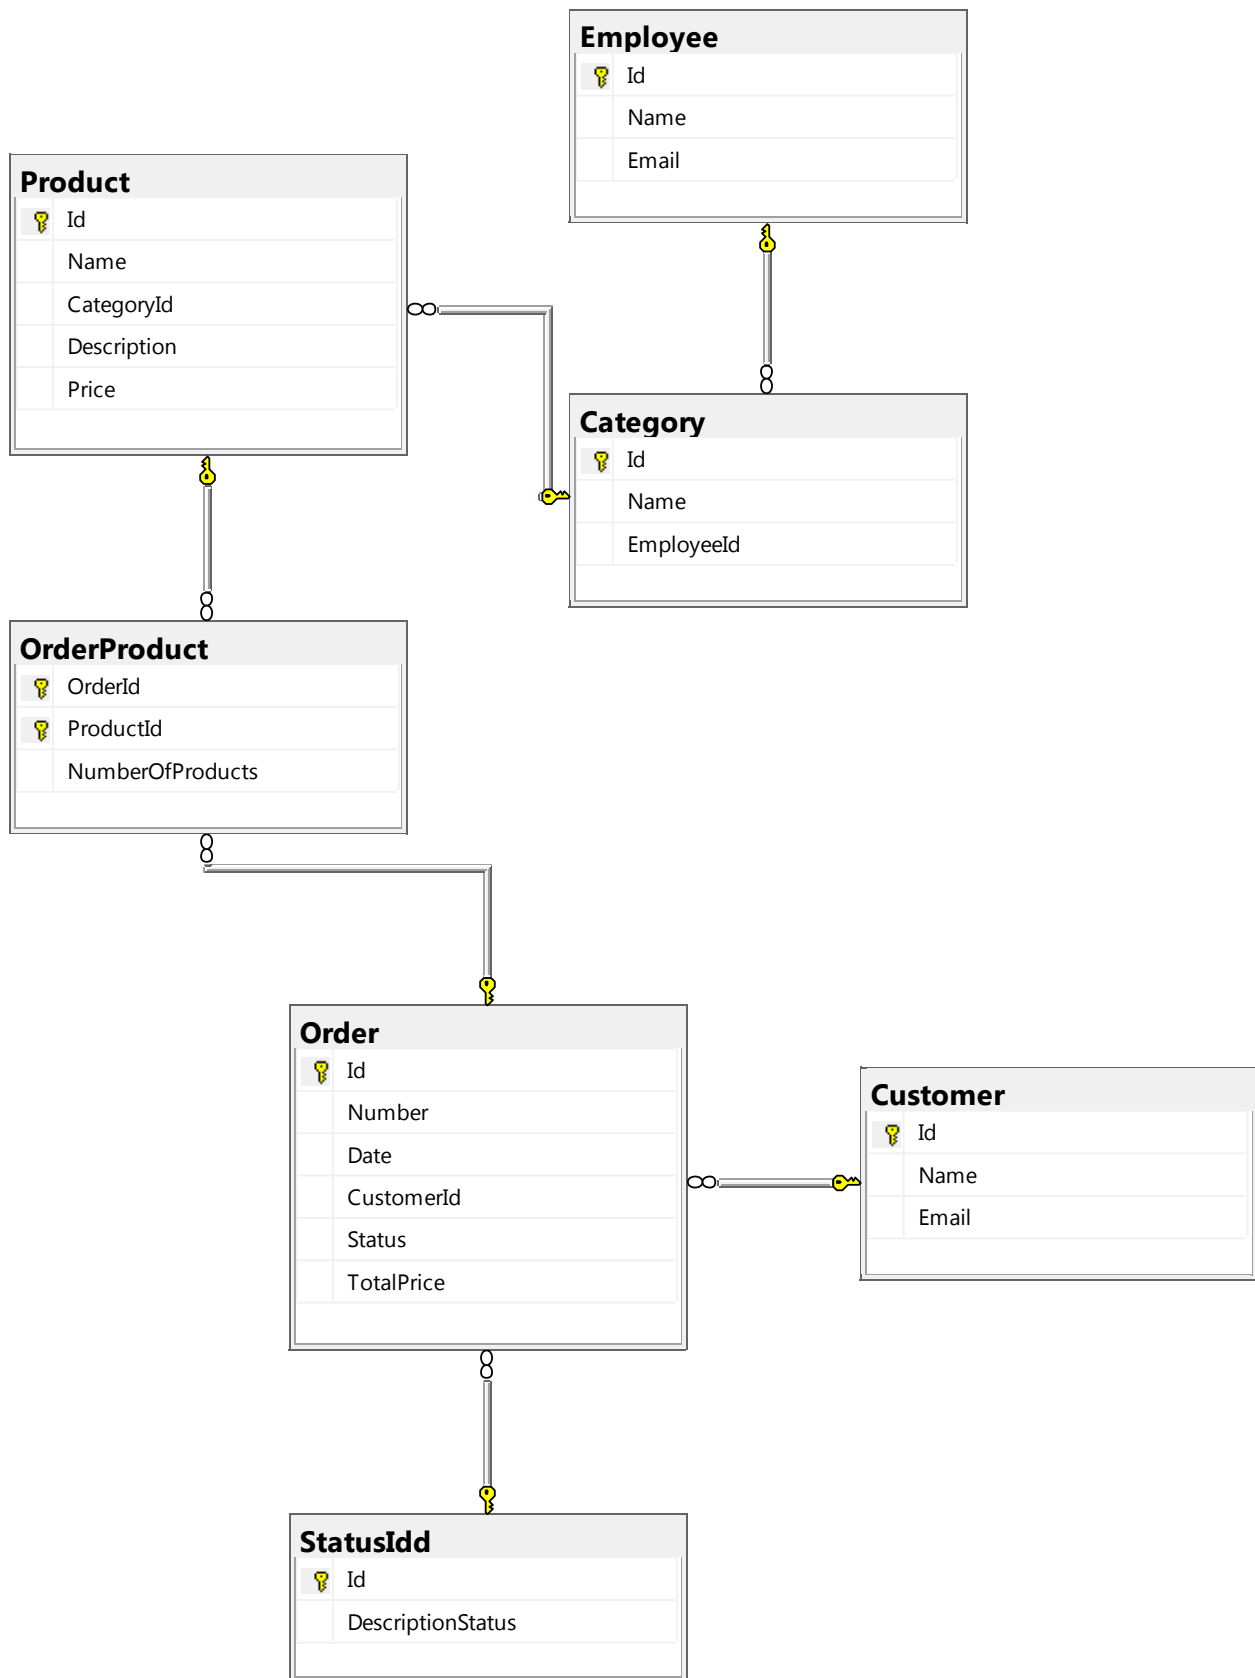 Employee
Id
Name
Email
Product
Id
Name
CategoryId
Description
Price
Category
Id
Name
EmployeeId
OrderProduct
OrderId
ProductId
NumberOfProducts
Order
Id
Number
Date
CustomerId
Status
TotalPrice
Customer
Id
Name
Email
StatusIdd
Id
DescriptionStatus